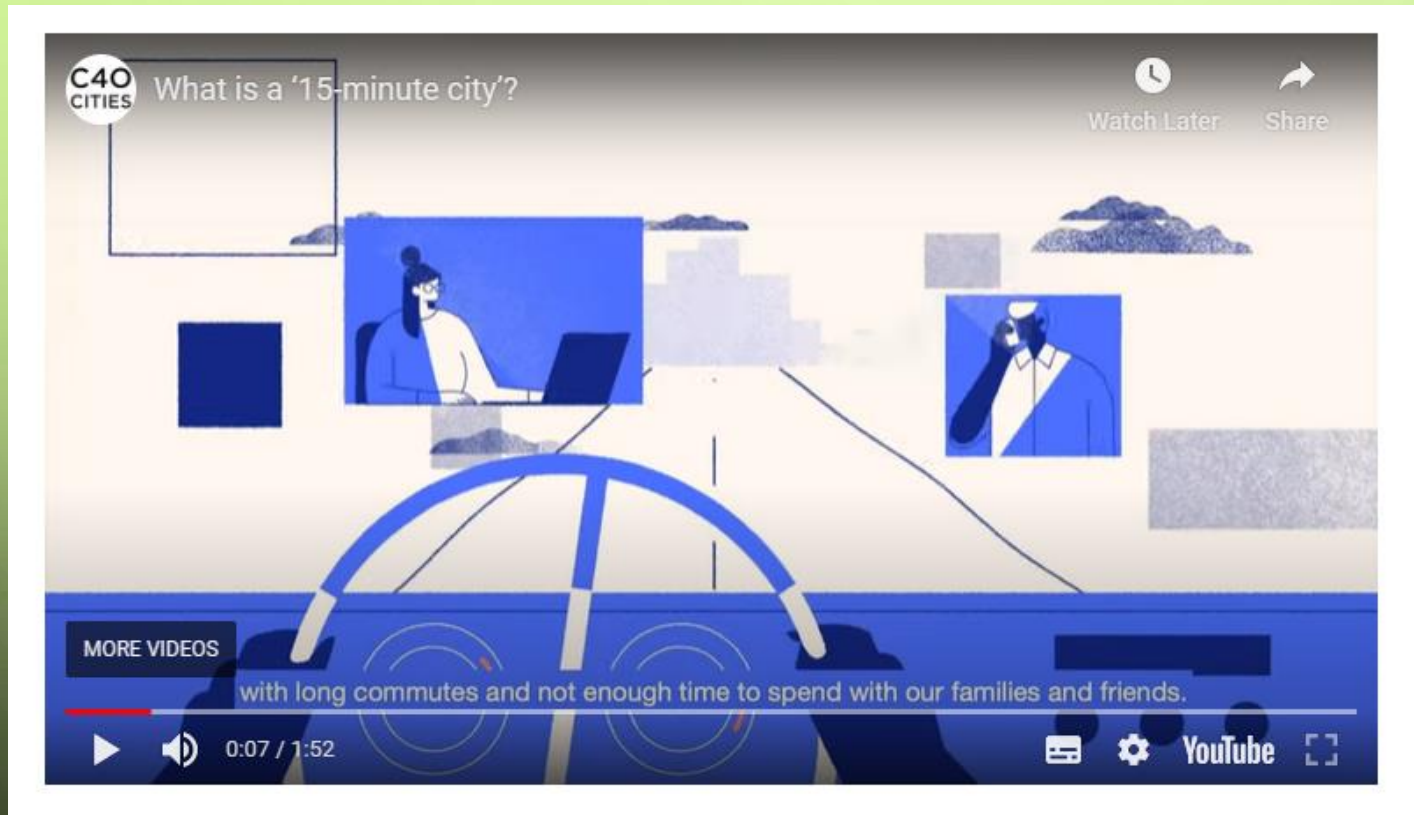 C40
CITIES
What is a ‘15-minute city’?
Watch Later
Share
MORE VIDEOS
with long commutes and not enough time to spend with our families and friends.
0:07 / 1:52
YouTube